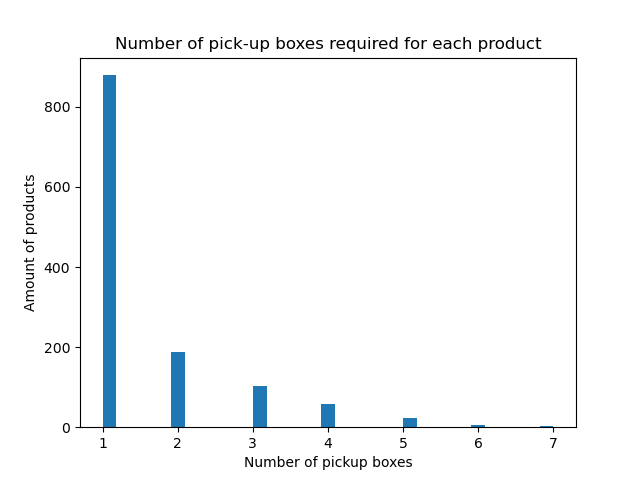 Number of pick-up boxes required for each product
Amount of products
800
600
400
200
0
1 2 3 4 5 6 7
Number of pickup boxes